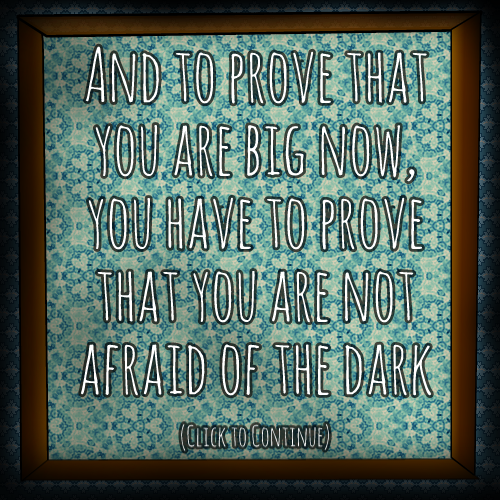 And to prove that
you are big now,
you have to prove
that you are not
afraid of the dark
(Click to Continue)